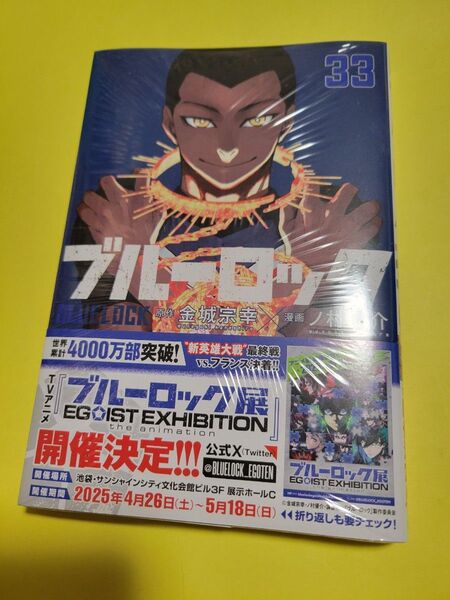 33
ブルーロック
BLUELOCK
原作 金城宗幸 × 漫画 ノ村優介
世界累計 4000万部突破!
"新英雄大戦" 最終戦
VS.フランス決着!!
TVアニメ
『ブルーロック展
EGOIST EXHIBITION
the animation
』
開催決定!!!
公式X(Twitter)
@BLUELOCK_EGOTEN
開催場所 池袋・サンシャインシティ文化会館ビル3F 展示ホールC
開催期間 2025年4月26日(土)~5月18日(日)
ブルーロック展
EGOIST EXHIBITION
◀◀折り返しも要チェック!